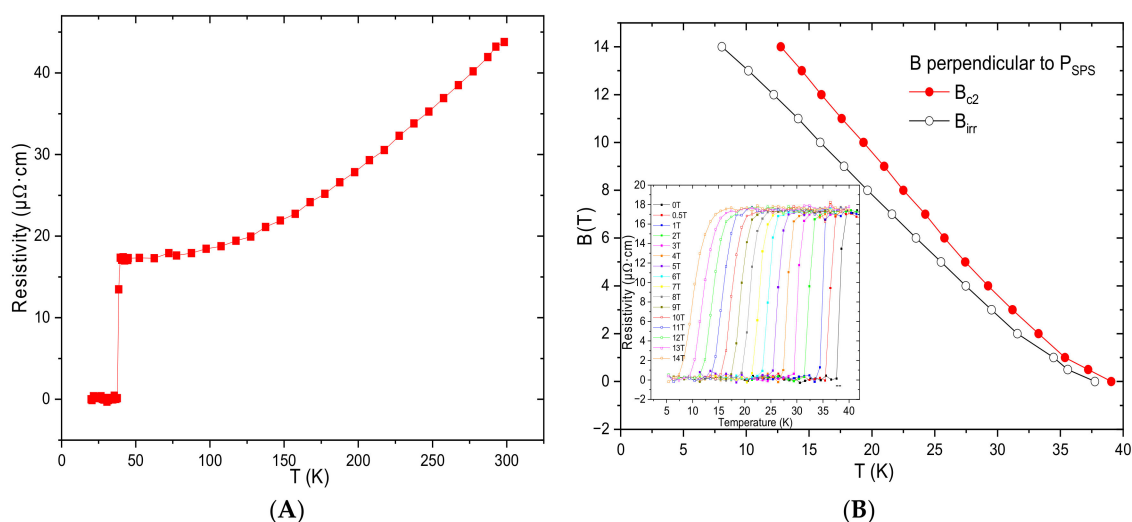 40
30
20
10
0
Resistivity (μΩ·cm)
0
50
100
150
200
250
300
T (K)
(A)
14
12
10
8
6
4
2
0
−2
B(T)
0
5
10
15
20
25
30
35
40
T (K)
B perpendicular to PSPS
Bc2
Birr
20
18
16
14
12
10
8
6
4
2
0
−2
Resistivity (μΩ·cm)
0T
0.5T
1T
2T
3T
4T
5T
6T
7T
8T
9T
10T
11T
12T
13T
14T
5
10
15
20
25
30
35
40
Temperature (K)
(B)